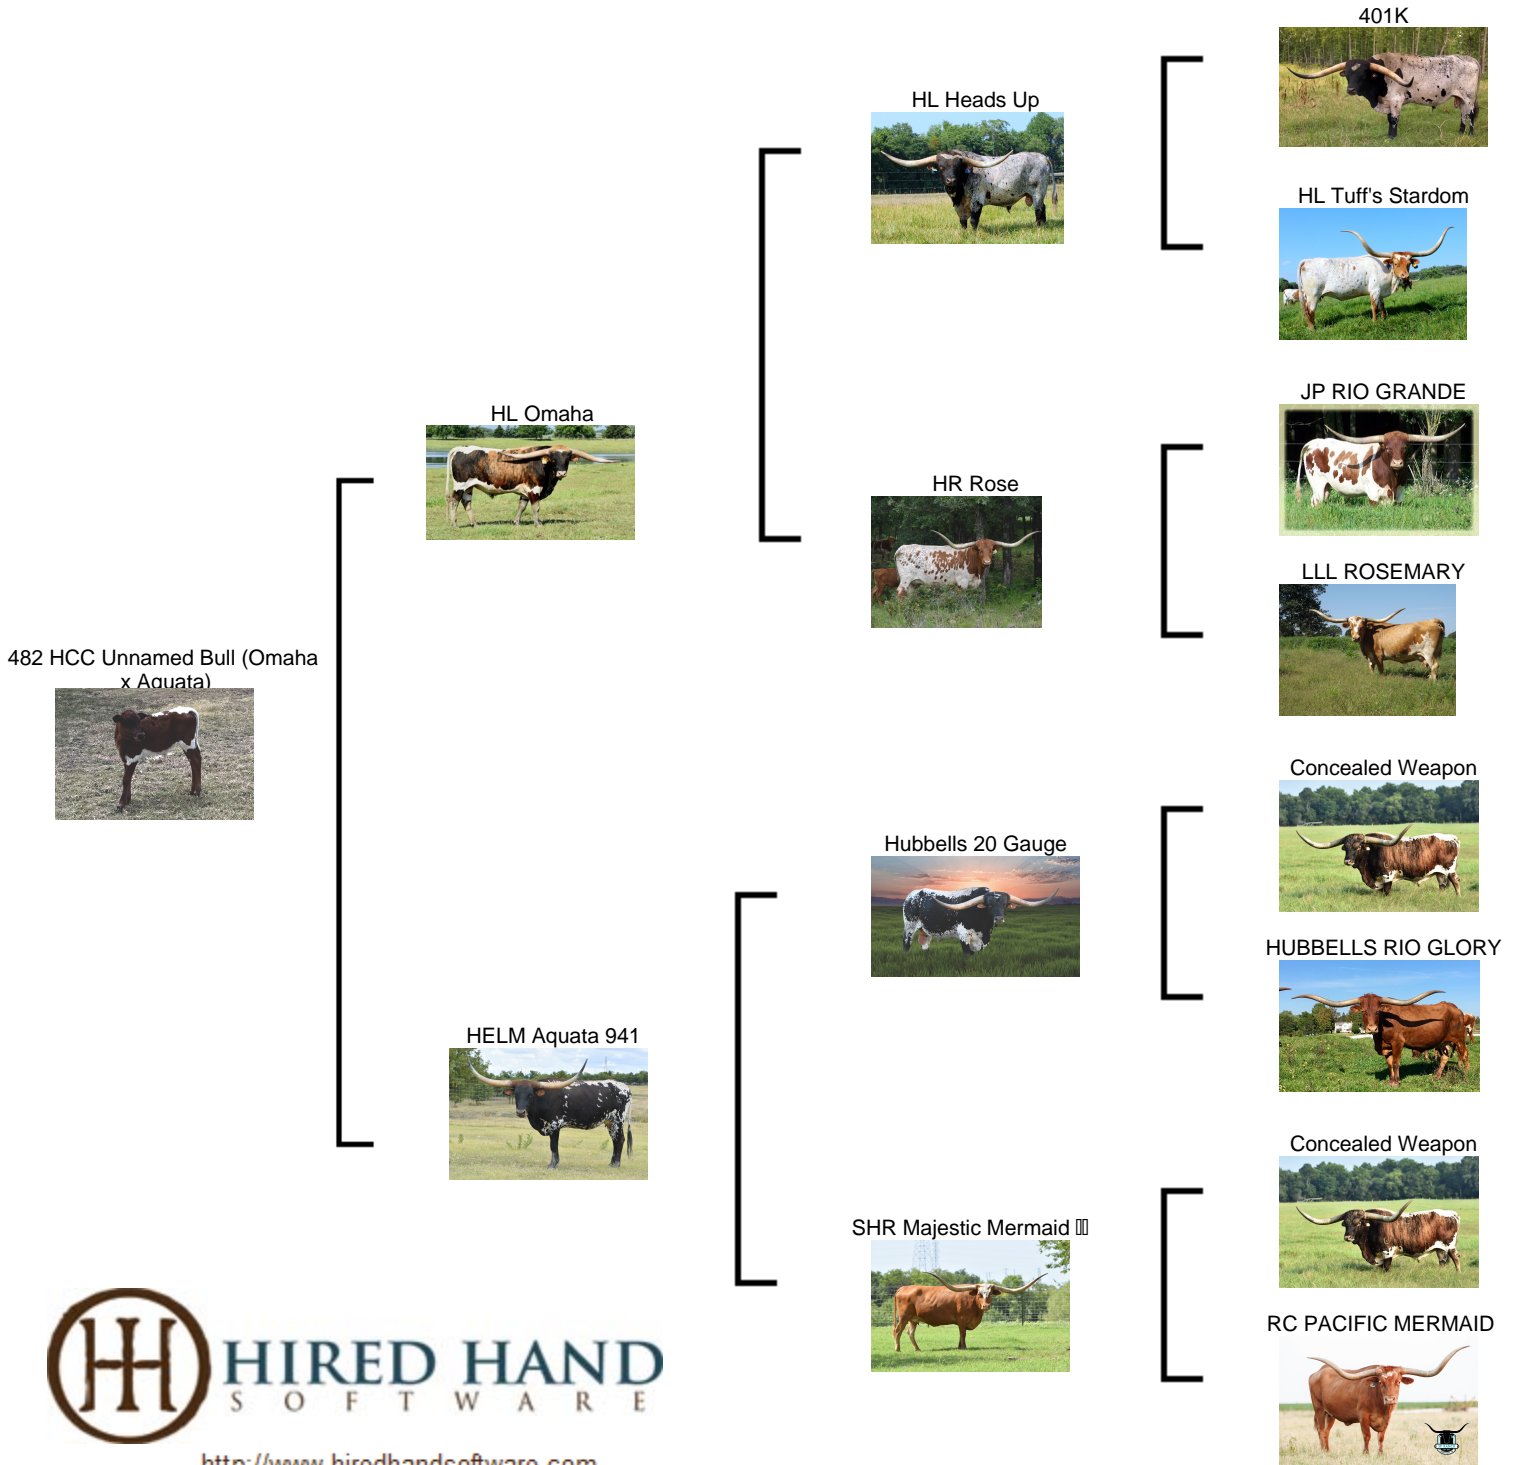 401K
HL Heads Up
HL Tuff's Stardom
JP RIO GRANDE
HL Omaha
HR Rose
LLL ROSEMARY
482 HCC Unnamed Bull (Omaha
x Aquata)
Concealed Weapon
Hubbells 20 Gauge
HUBBELLS RIO GLORY
HELM Aquata 941
Concealed Weapon
SHR Majestic Mermaid
RC PACIFIC MERMAID
HIRED HAND
SOFTWARE
http://www.hiredhandsoftware.com